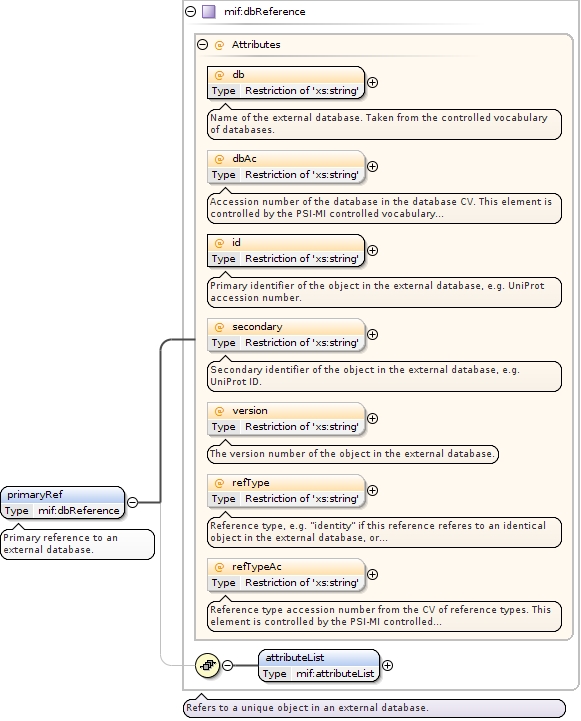 mif:dbReference
@ Attributes
@ db
Type Restriction of 'xs:string'
Name of the external database. Taken from the controlled vocabulary
of databases.
@ dbAc
Type Restriction of 'xs:string'
Accession number of the database in the database CV. This element is
controlled by the PSI-MI controlled vocabulary...
@ id
Type Restriction of 'xs:string'
Primary identifier of the object in the external database, e.g. UniProt
accession number.
@ secondary
Type Restriction of 'xs:string'
Secondary identifier of the object in the external database, e.g.
UniProt ID.
@ version
Type Restriction of 'xs:string'
The version number of the object in the external database.
@ refType
Type Restriction of 'xs:string'
Reference type, e.g. "identity" if this reference referes to an identical
object in the external database, or...
@ refTypeAc
Type Restriction of 'xs:string'
Reference type accession number from the CV of reference types. This
element is controlled by the PSI-MI controlled...
primaryRef
Type mif:dbReference
Primary reference to an
external database.
attributeList
Type mif:attributeList
Refers to a unique object in an external database.